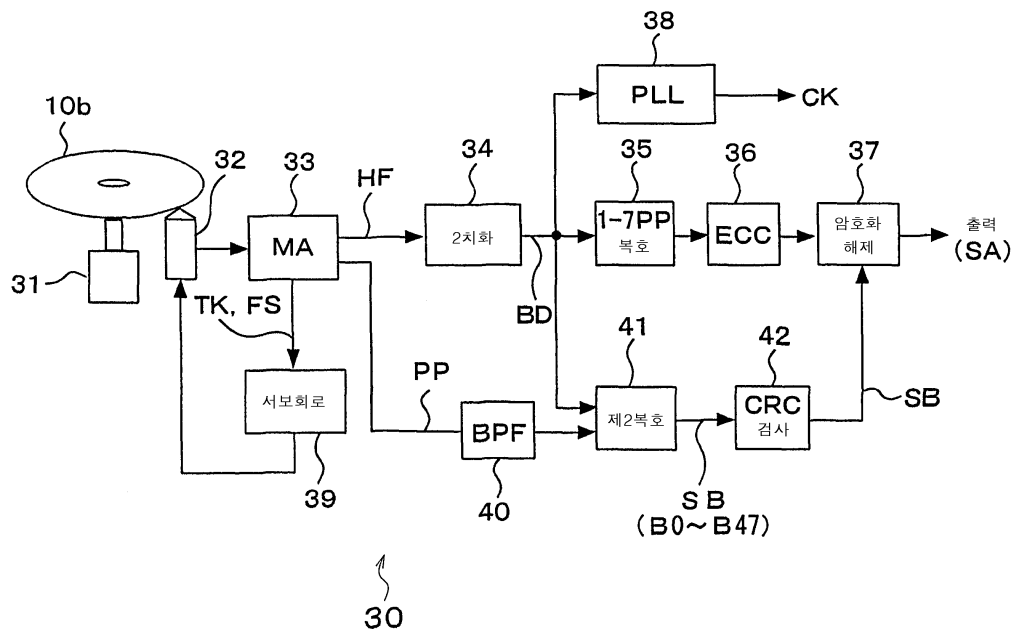 38
PLL
CK
10b
32
33
34
35
36
37
HF
MA
2치화
1-7PP
복호
ECC
암호화
해제
출력
(SA)
31
TK, FS
BD
41
42
서보회로
PP
BPF
제2복호
CRC
검사
SB
39
40
SB
(B0~B47)
30